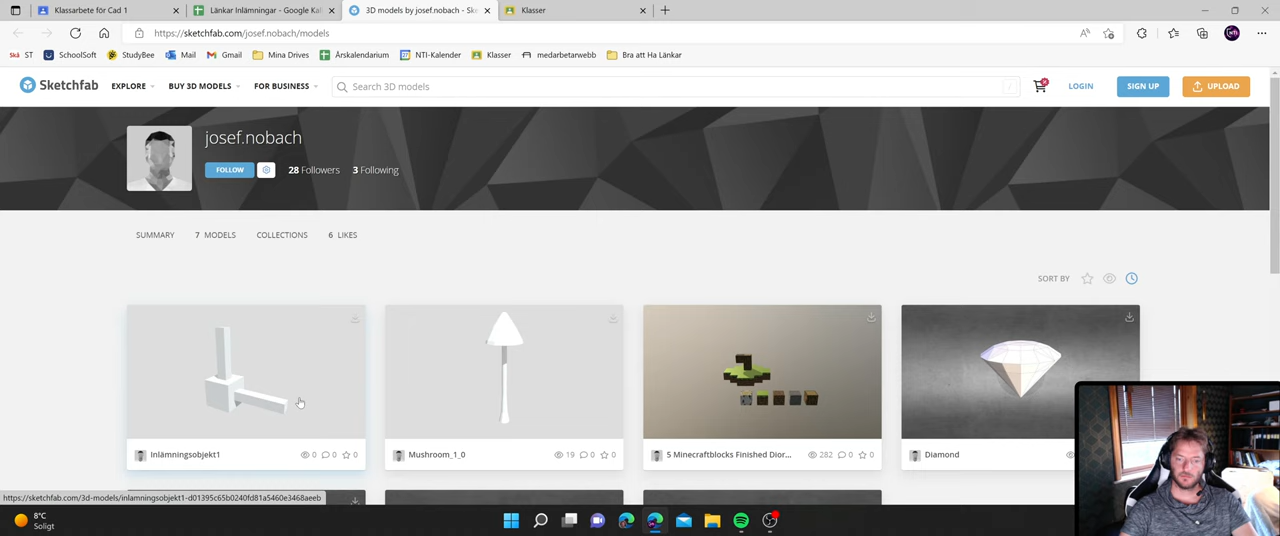 Klassarbete för Cad 1
Länkar Inlämningar - Google Kal
3D models by josef.nobach - Ske
Klasser
https://sketchfab.com/josef.nobach/models
Skå ST
SchoolSoft
StudyBee
Mail
Gmail
Mina Drives
Årskalendarium
NTI-Kalender
Klasser
medarbetarwebb
Bra att Ha Länkar
Sketchfab
EXPLORE
BUY 3D MODELS
FOR BUSINESS
Search 3D models
/
LOGIN
SIGN UP
UPLOAD
josef.nobach
FOLLOW
28 Followers
3 Following
SUMMARY
7 MODELS
COLLECTIONS
6 LIKES
SORT BY
Inlämningsobjekt1
0 0 0
Mushroom_1_0
19 0 0
5 Minecraftblocks Finished Dior...
282 0 0
Diamond
https://sketchfab.com/3d-models/inlamningsobjekt1-d01395c65b0240fd81a5460e3468aeeb
8°C
Soligt